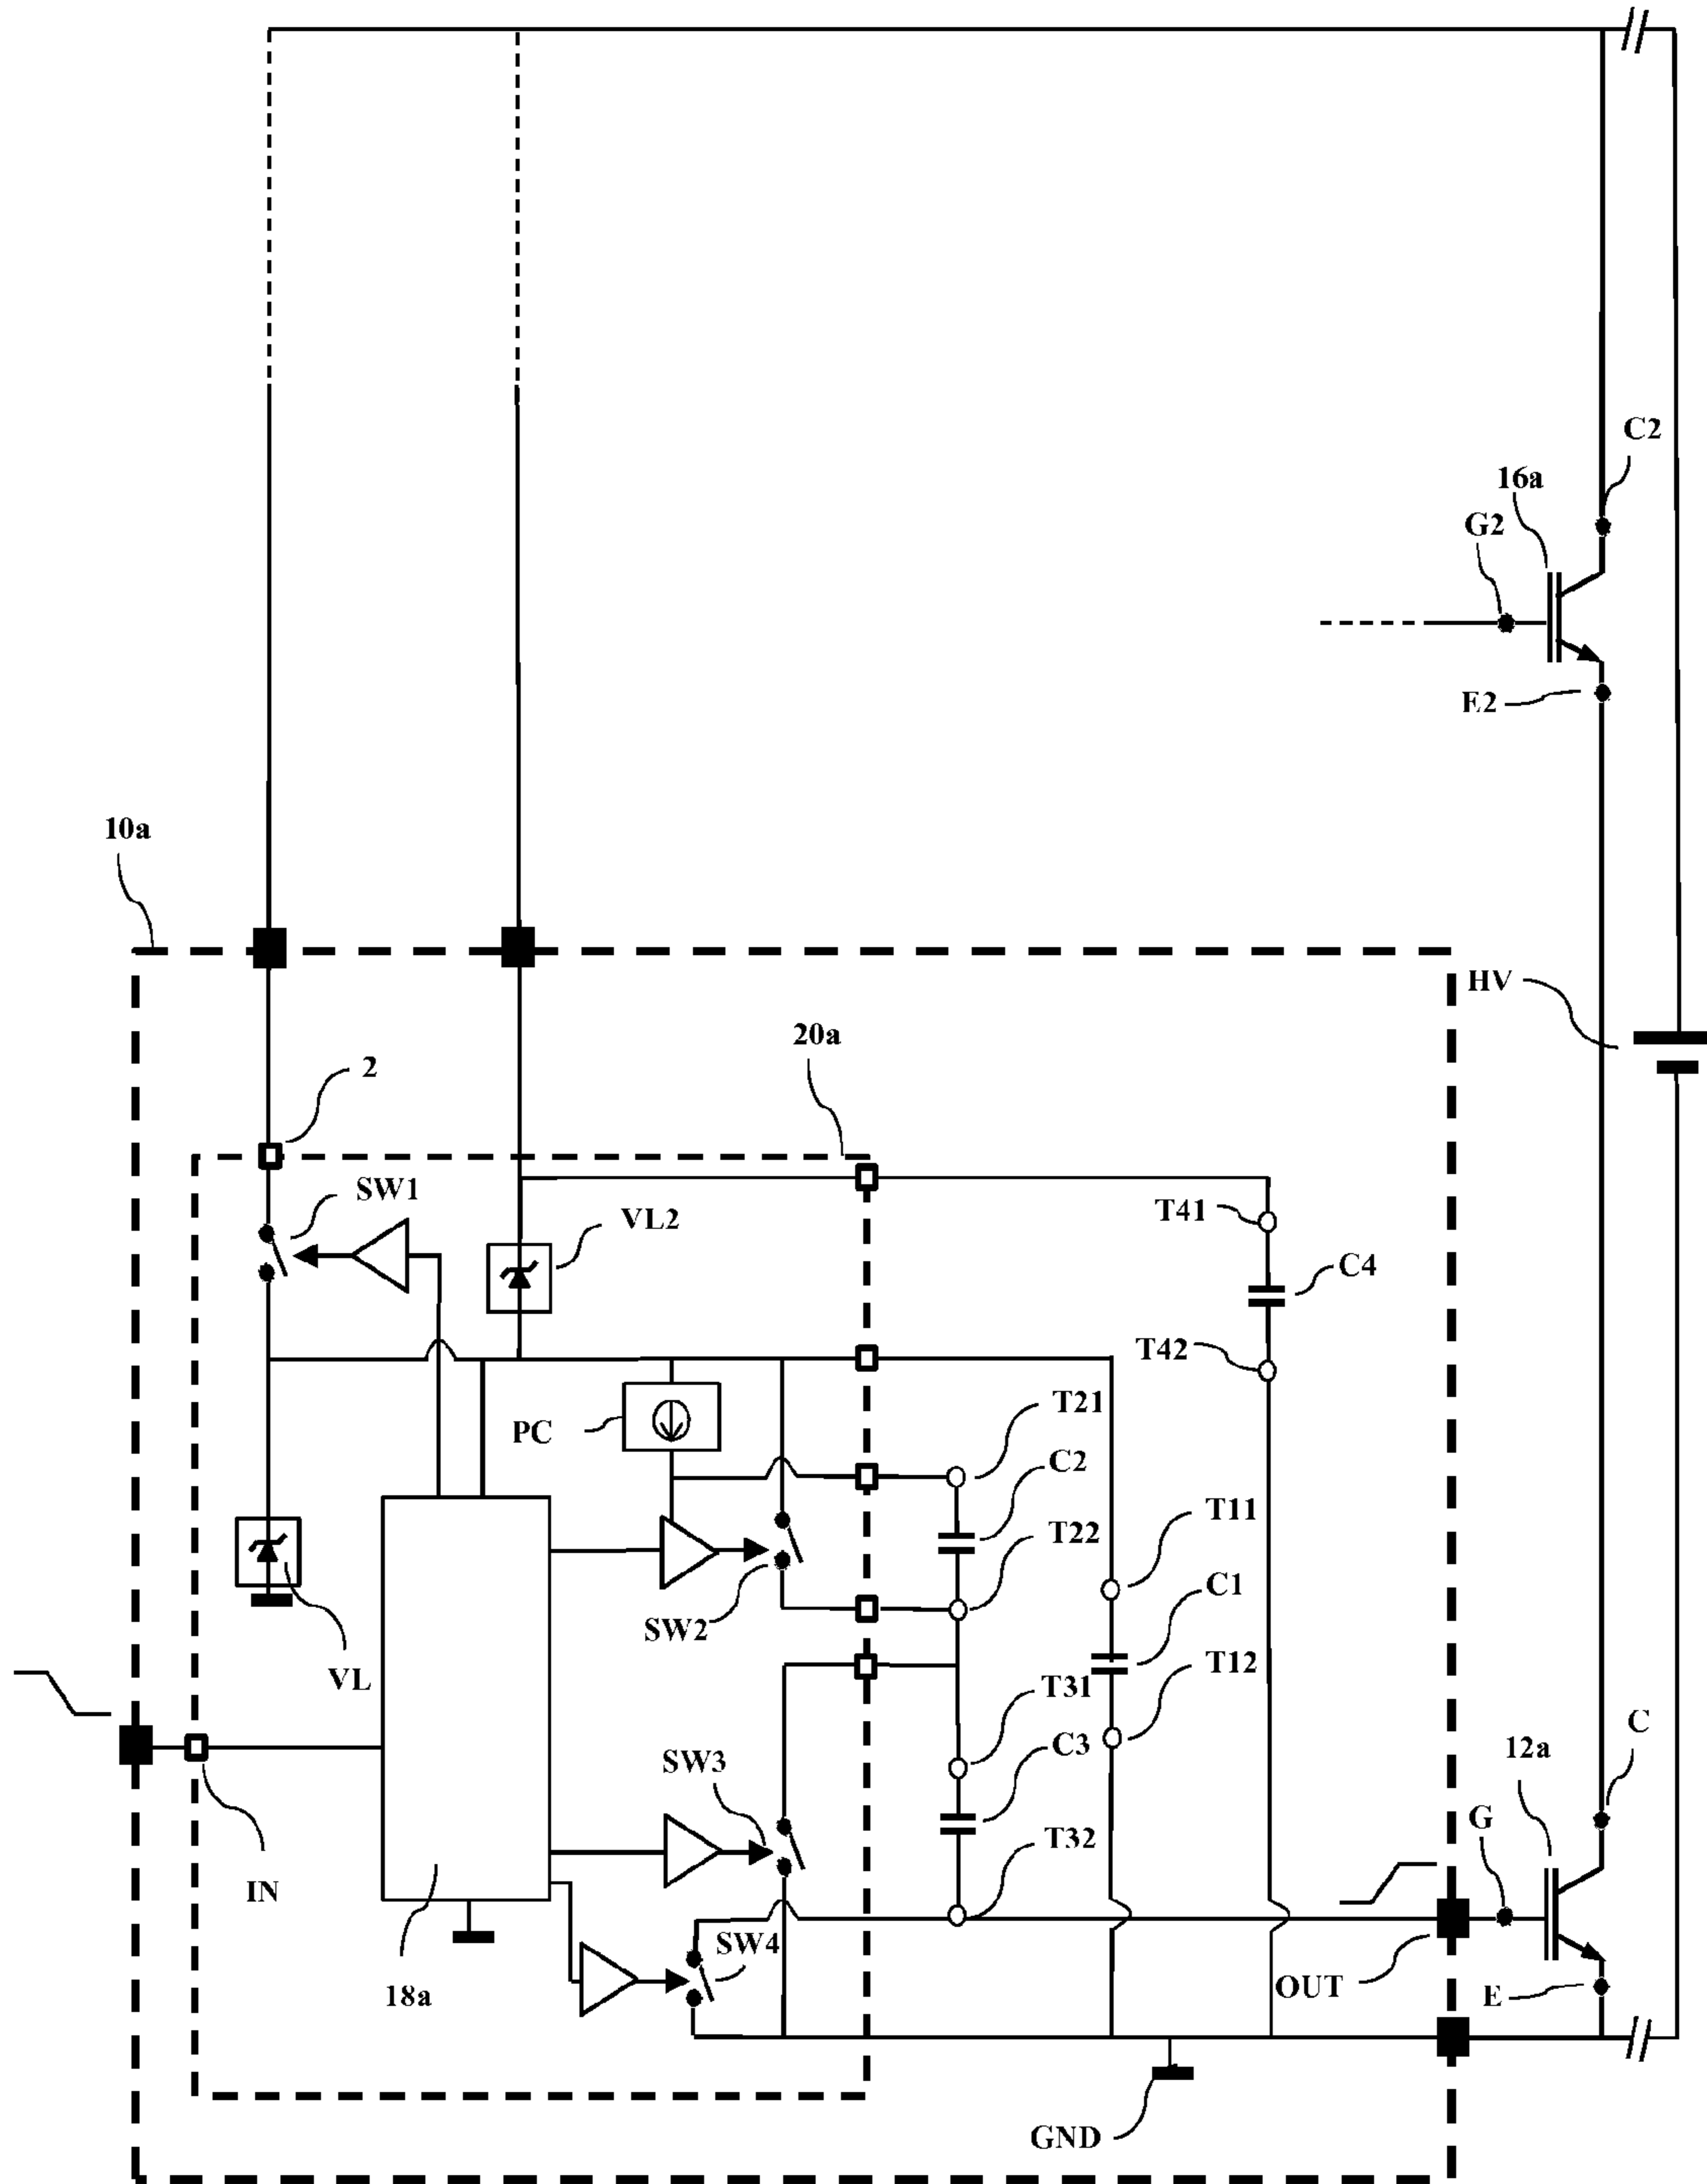 C2
16a
G2
E2
10a
HV
20a
2
SW1
VL2
T41
C4
T42
T21
PC
C2
T11
T22
C1
SW2
T12
VL
T31
C
C3
12a
SW3
G
T32
IN
SW4
18a
OUT
E
GND